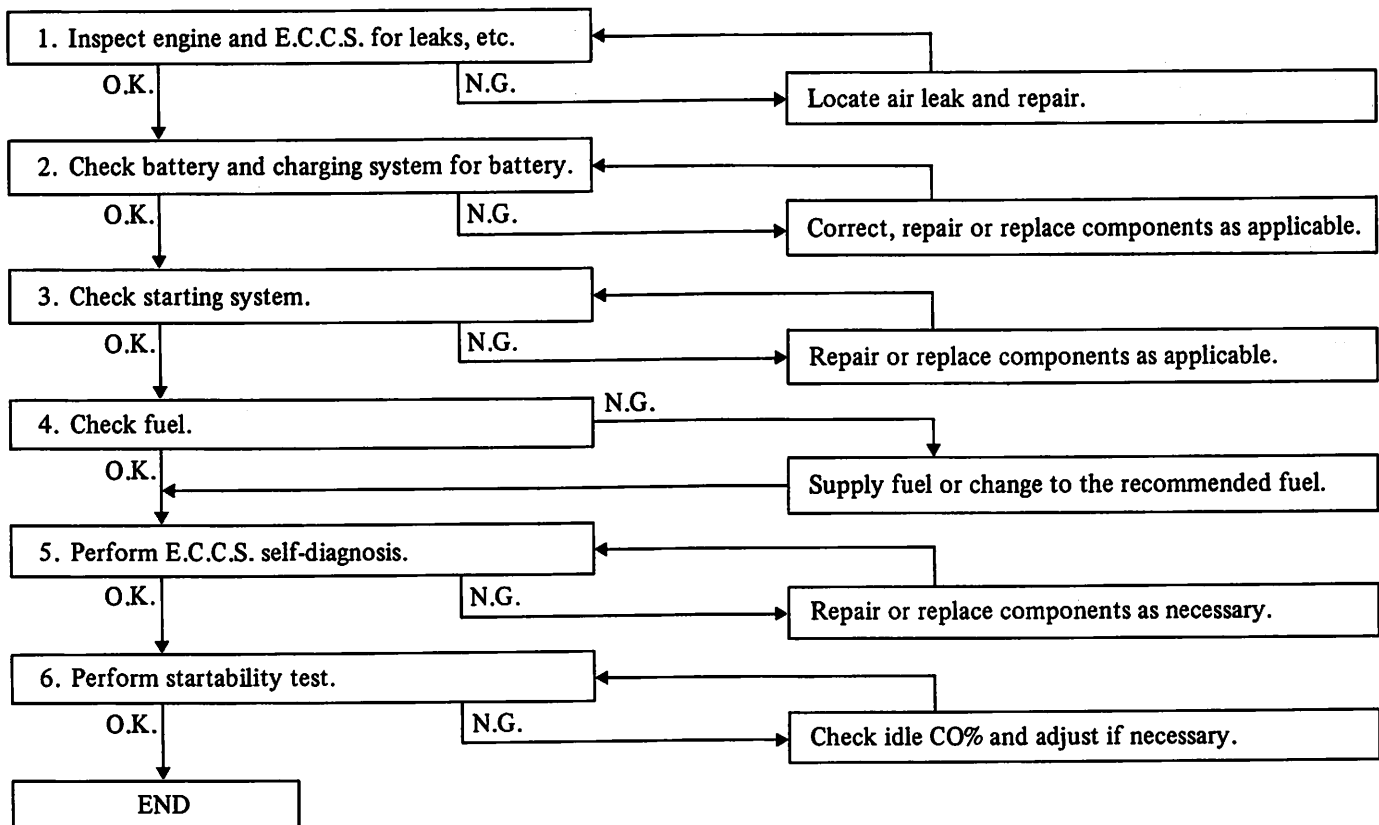 1. Inspect engine and E.C.C.S. for leaks, etc.
O.K.
N.G.
Locate air leak and repair.
2. Check battery and charging system for battery.
O.K.
N.G.
Correct, repair or replace components as applicable.
3. Check starting system.
O.K.
N.G.
Repair or replace components as applicable.
4. Check fuel.
N.G.
O.K.
Supply fuel or change to the recommended fuel.
5. Perform E.C.C.S. self-diagnosis.
O.K.
N.G.
Repair or replace components as necessary.
6. Perform startability test.
O.K.
N.G.
Check idle CO% and adjust if necessary.
END